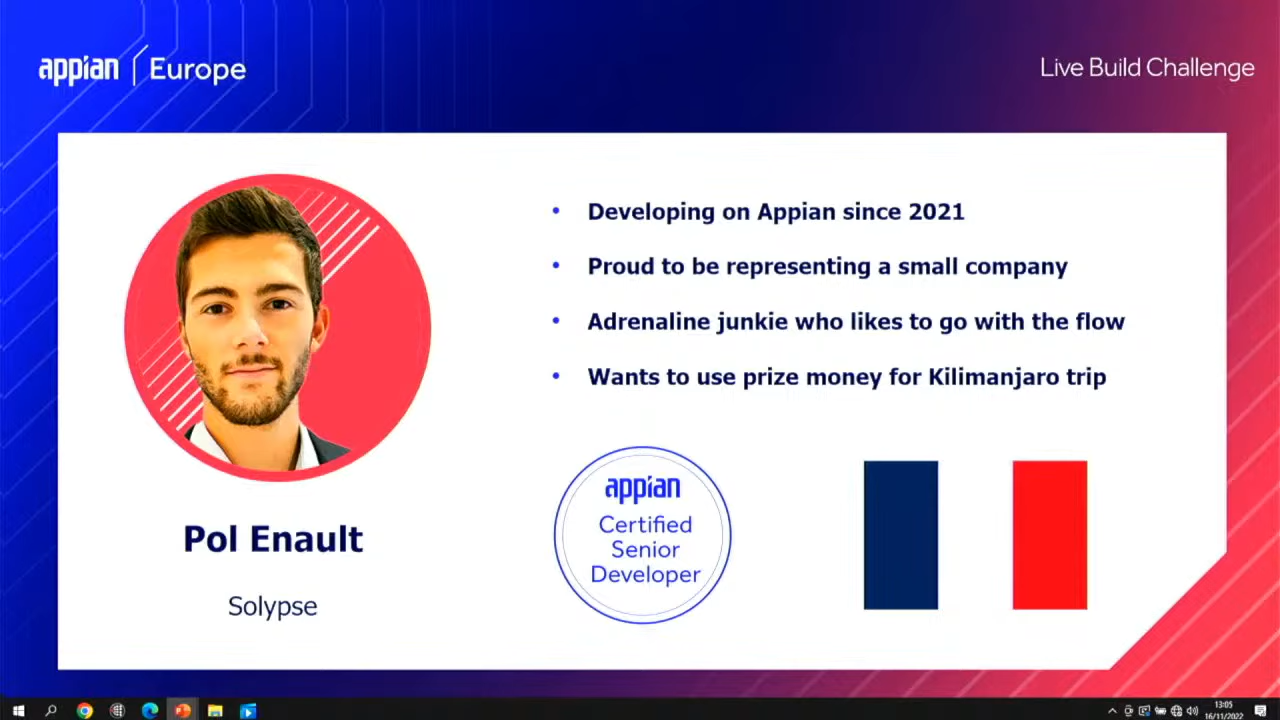 appian Europe
Live Build Challenge
Developing on Appian since 2021
Proud to be representing a small company
Adrenaline junkie who likes to go with the flow
Wants to use prize money for Kilimanjaro trip
Pol Enault
Solypse
appian
Certified
Senior
Developer
13:05
16/11/2022